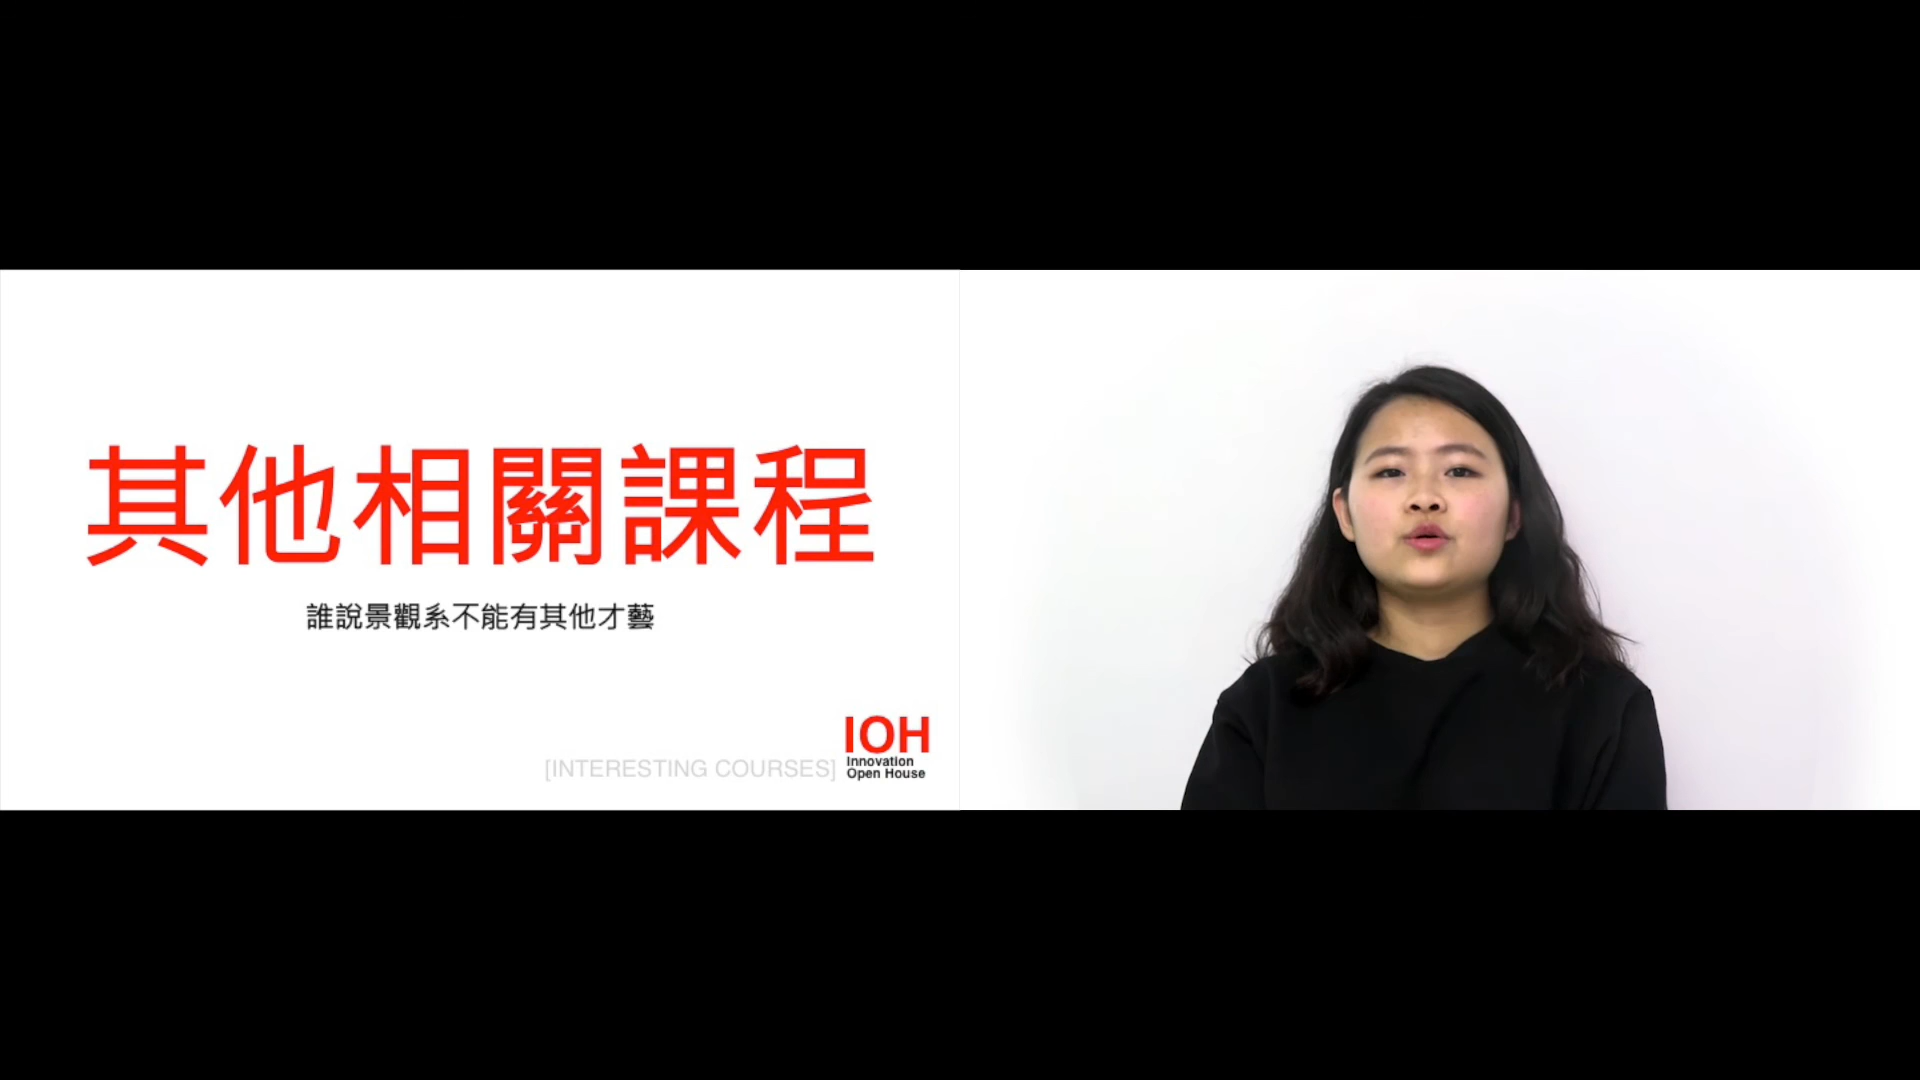 其他相關課程
誰說景觀系不能有其他才藝
[INTERESTING COURSES]
IOH
Innovation
Open House